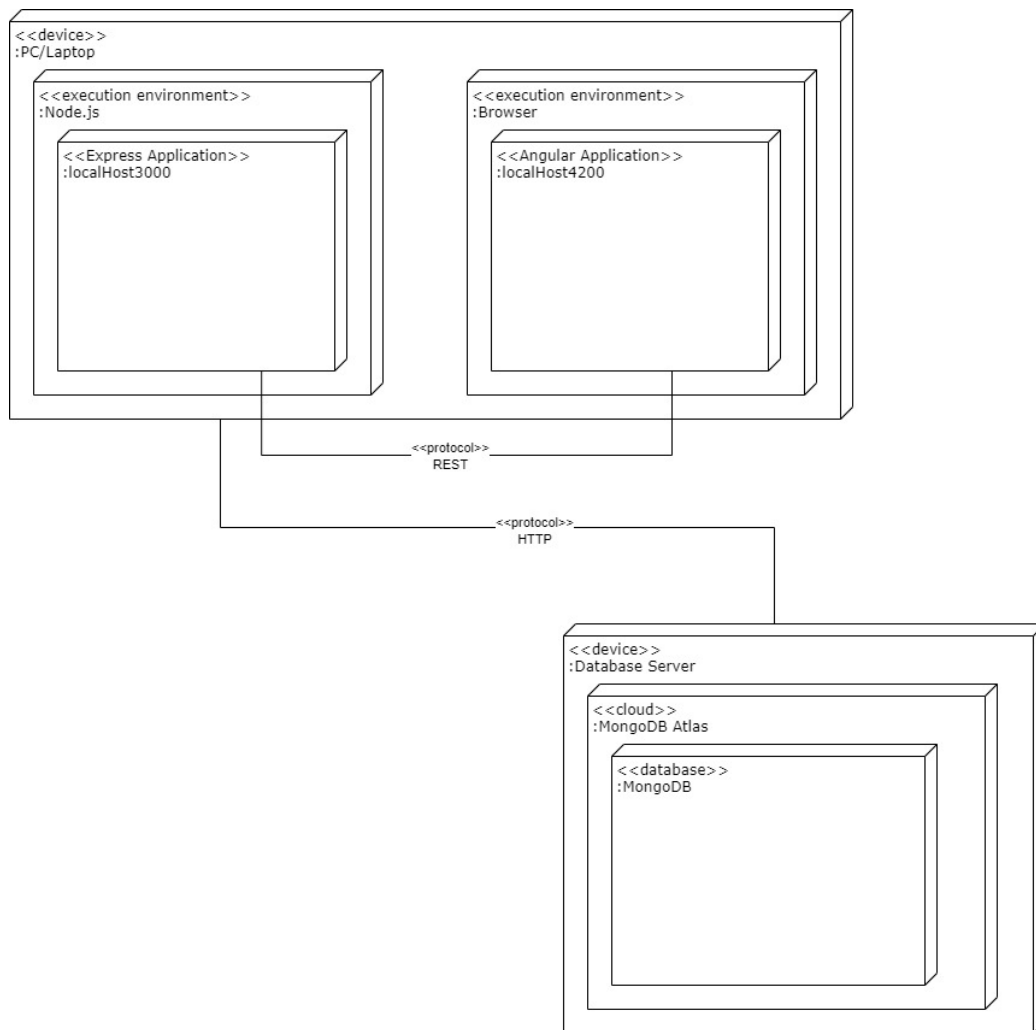 <<device>>
:PC/Laptop
<<execution environment>>
:Node.js
<<Express Application>>
:localHost3000
<<execution environment>>
:Browser
<<Angular Application>>
:localHost4200
<<protocol>>
REST
<<protocol>>
HTTP
<<device>>
:Database Server
<<cloud>>
:MongoDB Atlas
<<database>>
:MongoDB